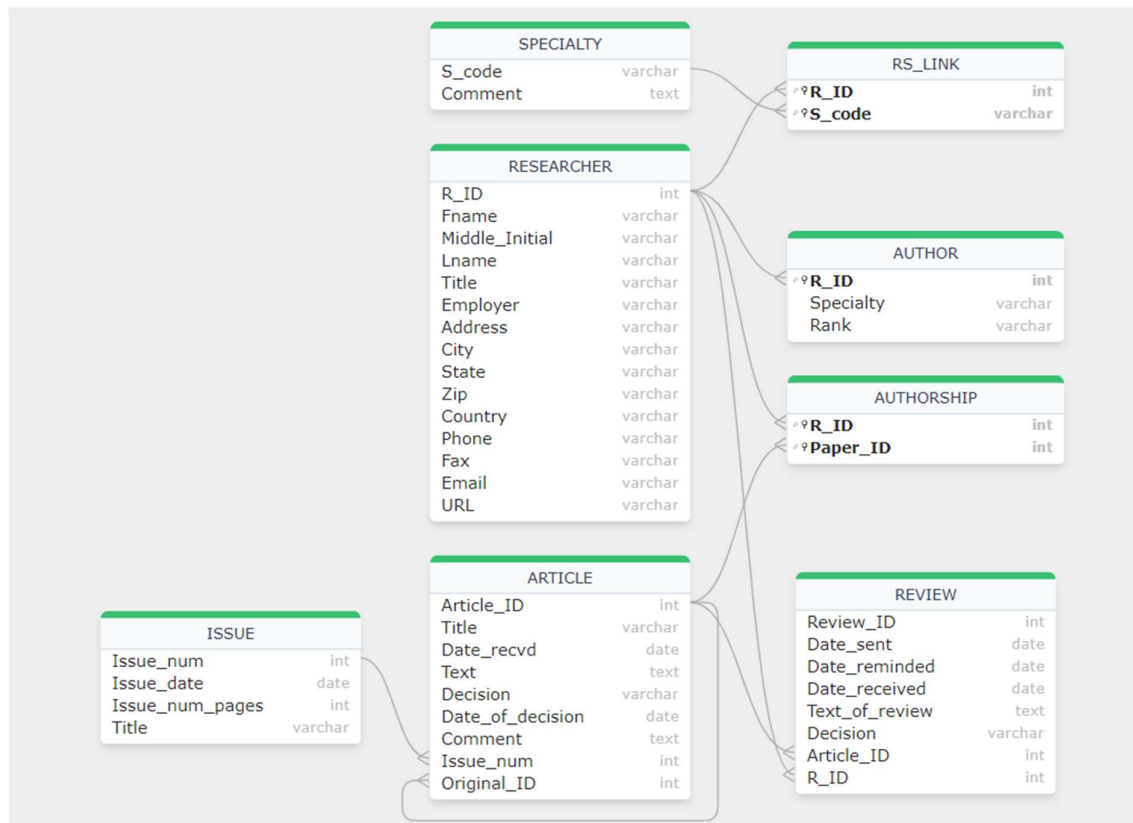 SPECIALTY
S_code varchar
Comment text
RS_LINK
R_ID int
S_code varchar
RESEARCHER
R_ID int
Fname varchar
Middle_Initial varchar
Lname varchar
Title varchar
Employer varchar
Address varchar
City varchar
State varchar
Zip varchar
Country varchar
Phone varchar
Fax varchar
Email varchar
URL varchar
AUTHOR
R_ID int
Specialty varchar
Rank varchar
AUTHORSHIP
R_ID int
Paper_ID int
ISSUE
Issue_num int
Issue_date date
Issue_num_pages int
Title varchar
ARTICLE
Article_ID int
Title varchar
Date_recvd date
Text text
Decision varchar
Date_of_decision date
Comment text
Issue_num int
Original_ID int
REVIEW
Review_ID int
Date_sent date
Date_reminded date
Date_received date
Text_of_review text
Decision varchar
Article_ID int
R_ID int